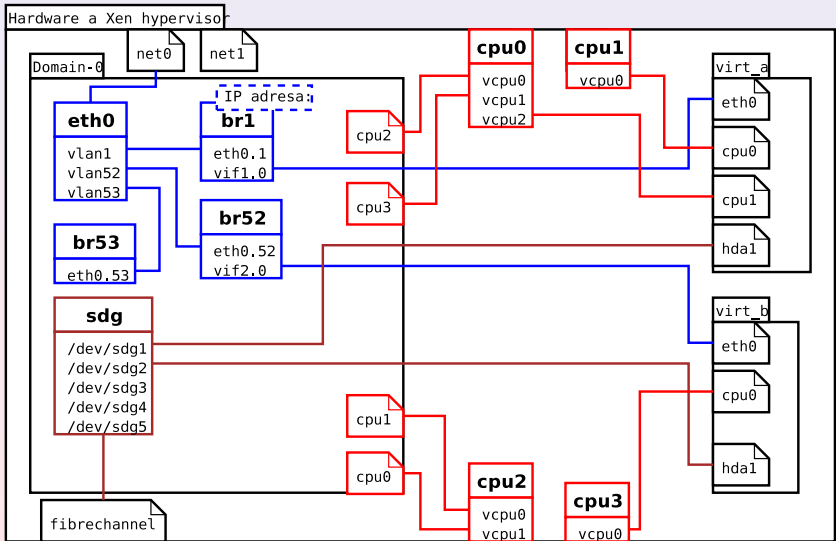 Hardware a Xen hypervisor
net0
net1
Domain-0
IP adresa:
eth0
vlan1
vlan52
vlan53
br1
eth0.1
vif1.0
br52
eth0.52
vif2.0
br53
eth0.53
sdg
/dev/sdg1
/dev/sdg2
/dev/sdg3
/dev/sdg4
/dev/sdg5
fibrechannel
cpu2
cpu3
cpu1
cpu0
cpu0
vcpu0
vcpu1
vcpu2
cpu1
vcpu0
cpu2
vcpu0
vcpu1
cpu3
vcpu0
virt_a
eth0
cpu0
cpu1
hda1
virt_b
eth0
cpu0
hda1